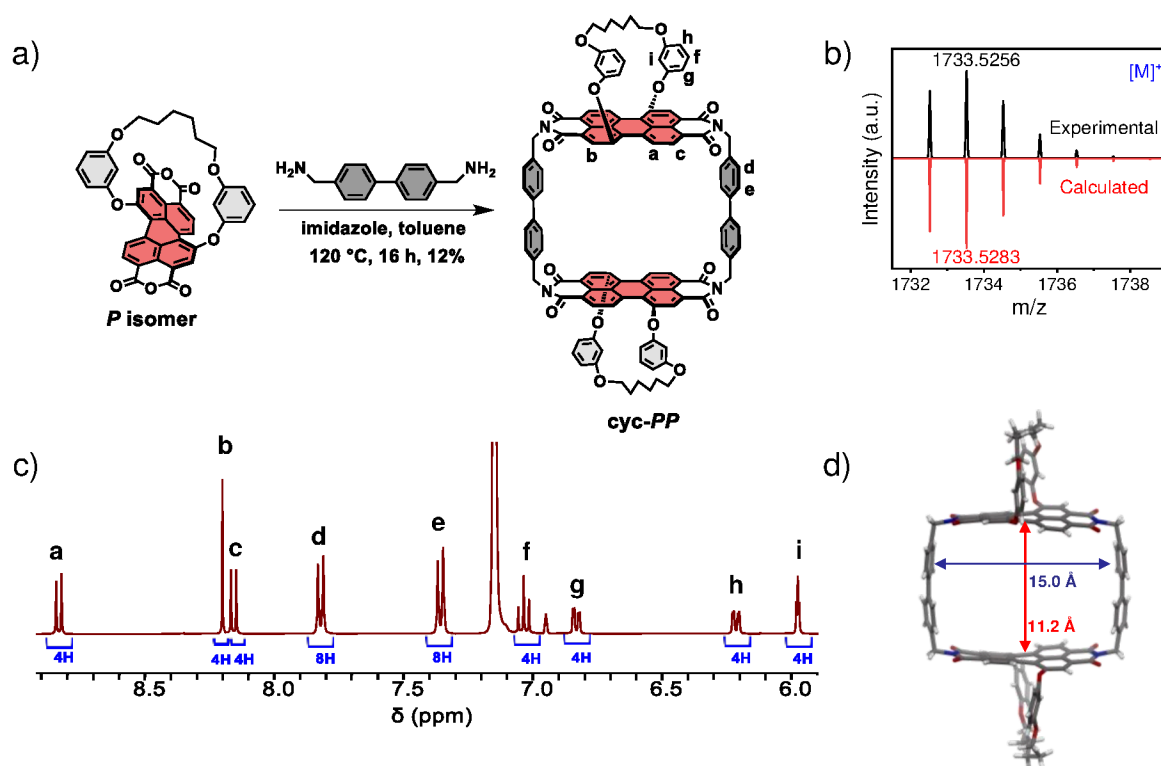 a)
O
O
O
O
O
O
O
O
O
O
P isomer
H₂N
NH₂
imidazole, toluene
120 °C, 16 h, 12%
O
O
h
i
f
g
O
O
O
O
N
N
O
O
b
a
c
d
e
O
O
N
N
O
O
O
O
O
O
cyc-PP
b)
1733.5256
[M]⁺
Experimental
Calculated
1733.5283
Intensity (a.u.)
1732 1734 1736 1738
m/z
c)
a
b
c
d
e
f
g
h
i
4H
4H
4H
8H
8H
4H
4H
4H
4H
8.5 8.0 7.5 7.0 6.5 6.0
δ (ppm)
d)
15.0 Å
11.2 Å